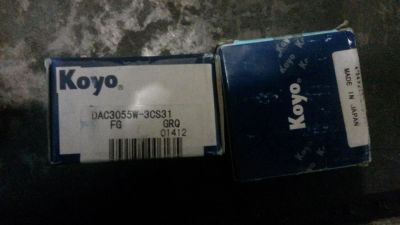 Koyo®
DAC3055W-3CS31
FG GRQ
01412
Koyo®
MADE IN JAPAN